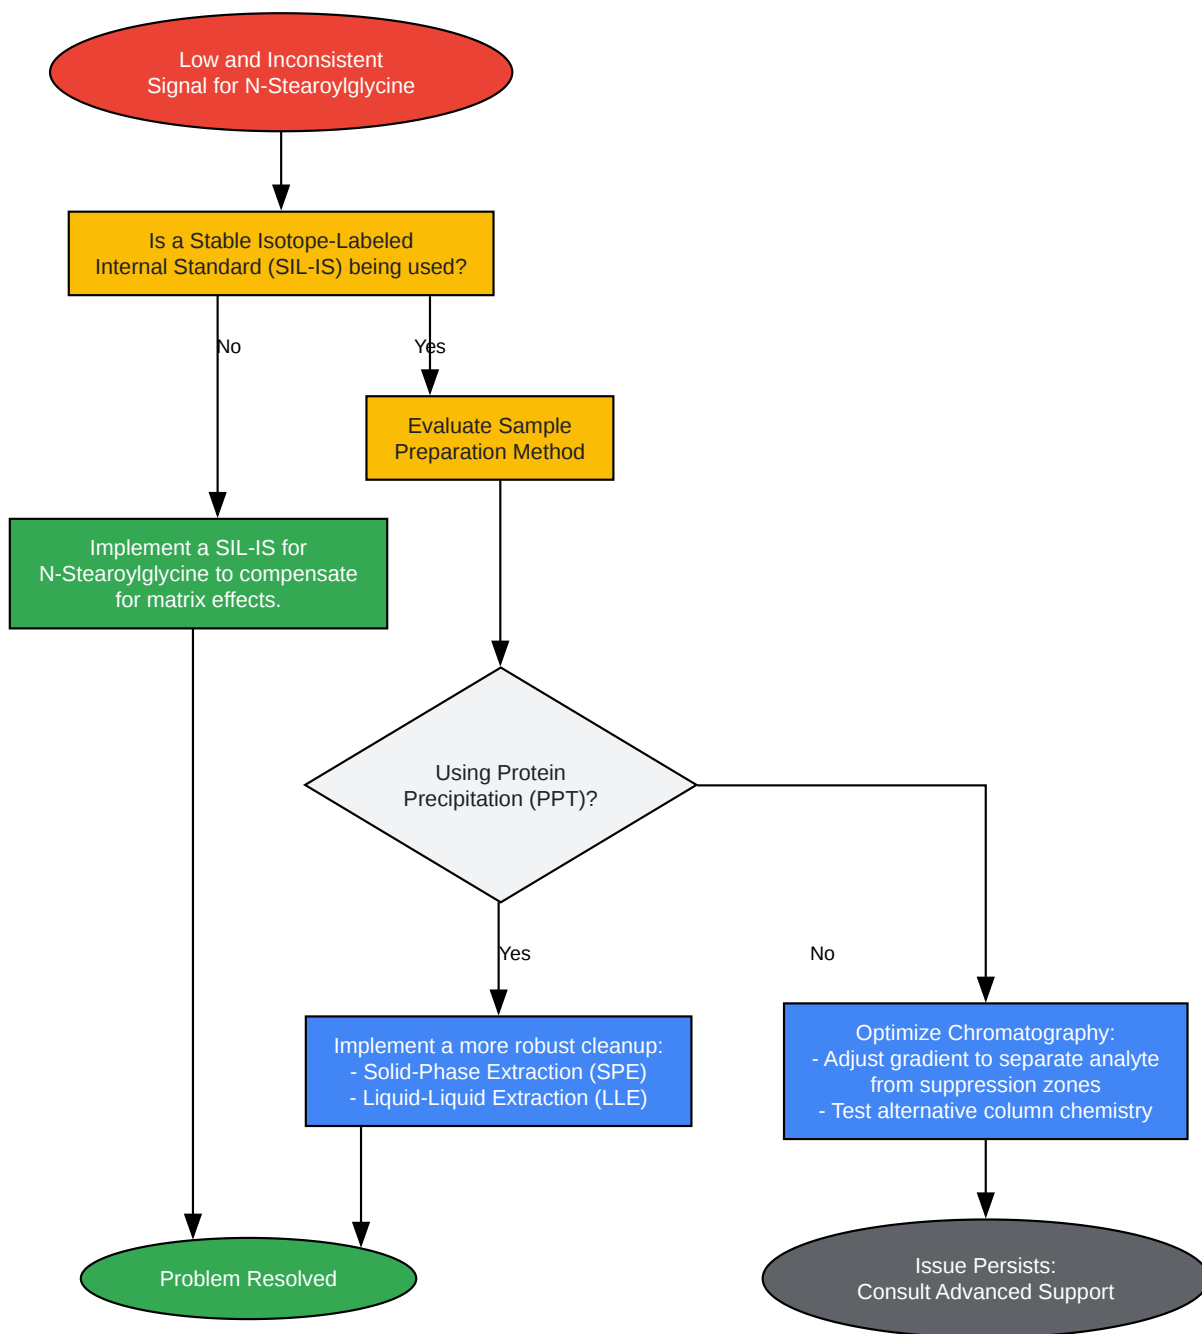 Low and Inconsistent
Signal for N-Stearoylglycine
Is a Stable Isotope-Labeled
Internal Standard (SIL-IS) being used?
No
Yes
Evaluate Sample
Preparation Method
Implement a SIL-IS for
N-Stearoylglycine to compensate
for matrix effects.
Using Protein
Precipitation (PPT)?
Yes
No
Implement a more robust cleanup:
- Solid-Phase Extraction (SPE)
- Liquid-Liquid Extraction (LLE)
Optimize Chromatography:
- Adjust gradient to separate analyte
from suppression zones
- Test alternative column chemistry
Problem Resolved
Issue Persists:
Consult Advanced Support